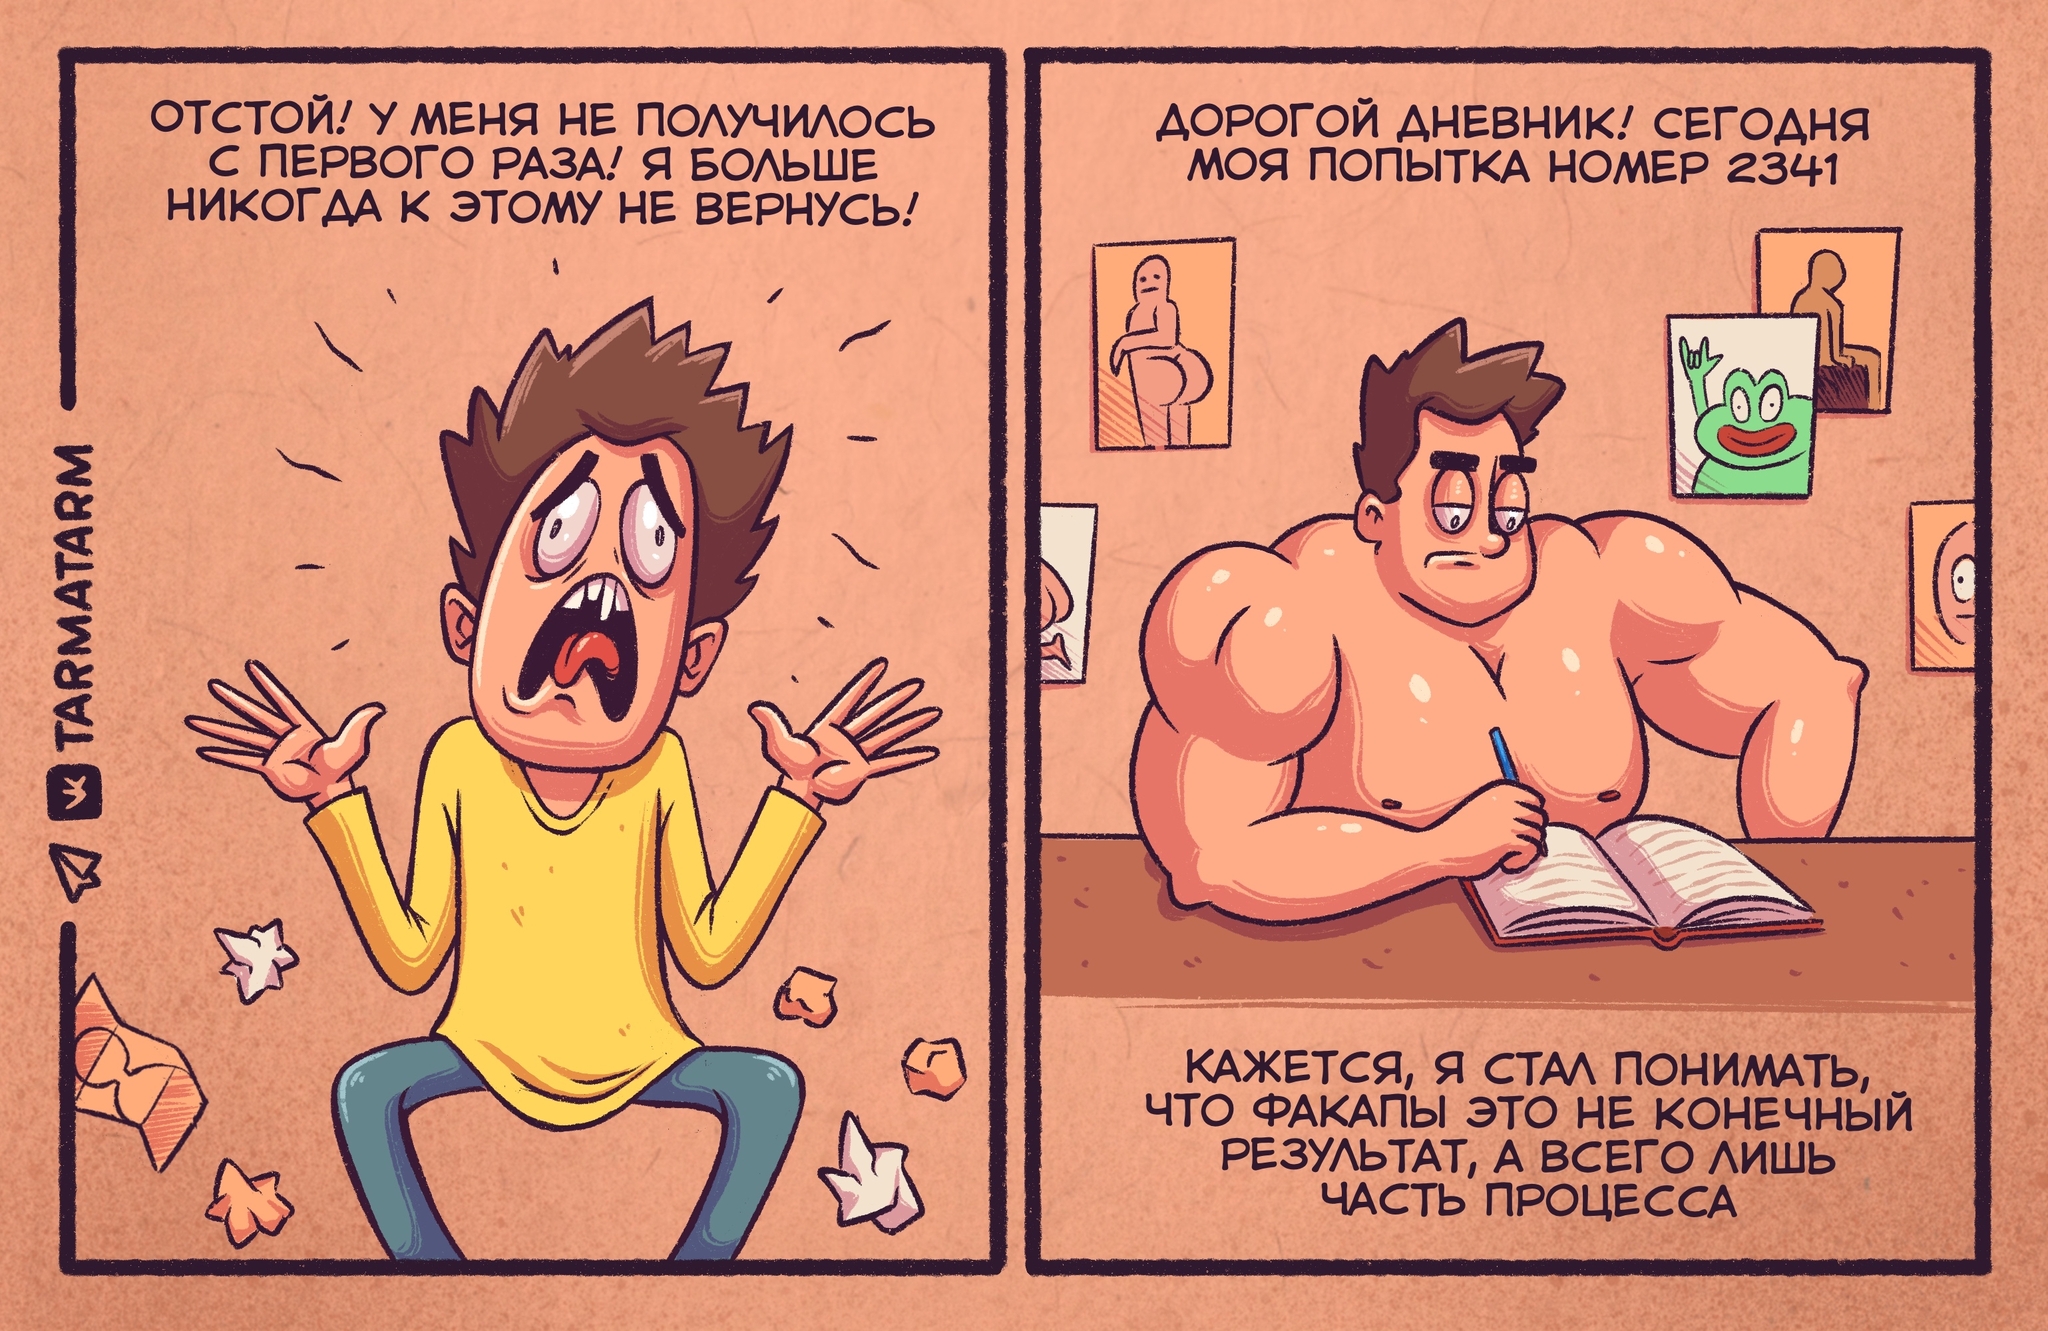 ОТСТОЙ! У МЕНЯ НЕ ПОЛУЧИЛОСЬ
С ПЕРВОГО РАЗА! Я БОЛЬШЕ
НИКОГДА К ЭТОМУ НЕ ВЕРНУСЬ!
TARMATARM
ДОРОГОЙ ДНЕВНИК! СЕГОДНЯ
МОЯ ПОПЫТКА НОМЕР 2341
КАЖЕТСЯ, Я СТАЛ ПОНИМАТЬ,
ЧТО ФАКАПЫ ЭТО НЕ КОНЕЧНЫЙ
РЕЗУЛЬТАТ, А ВСЕГО ЛИШЬ
ЧАСТЬ ПРОЦЕССА